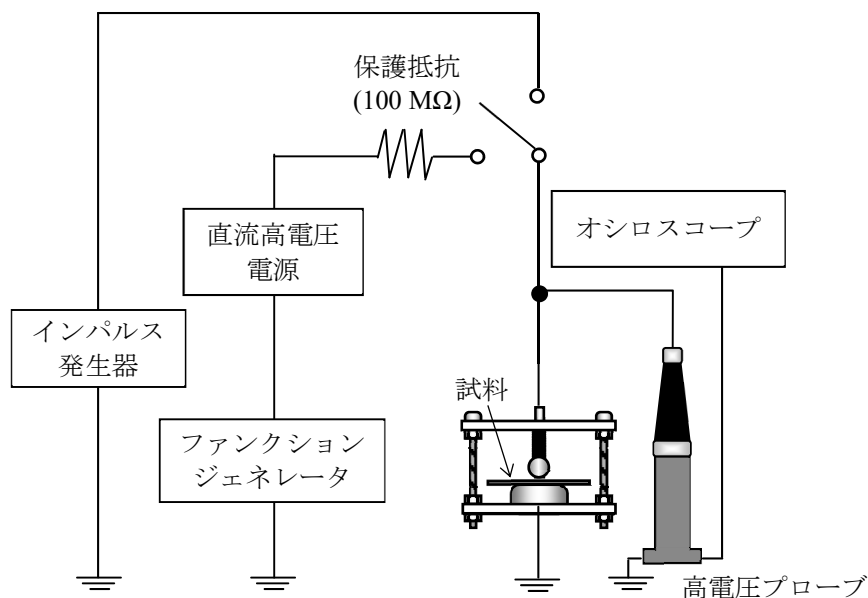 保護抵抗
(100 MΩ)
直流高電圧
電源
オシロスコープ
インパルス
発生器
試料
ファンクション
ジェネレータ
高電圧プローブ